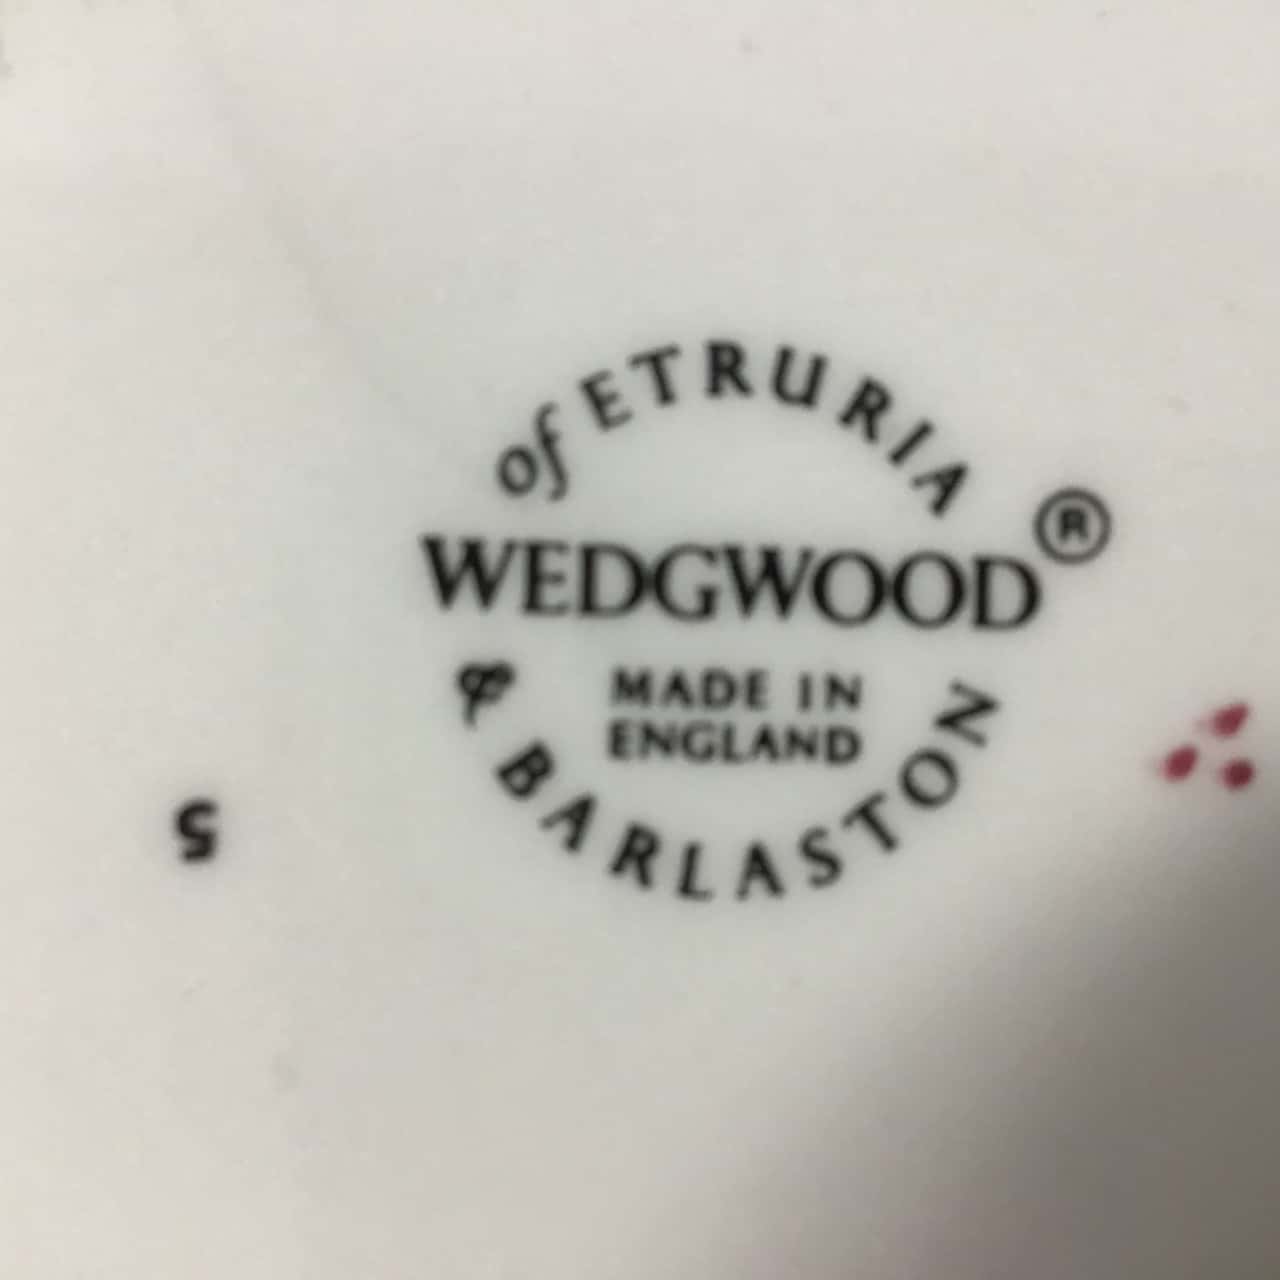 of ETRURIA
WEDGWOOD®
MADE IN
ENGLAND
& BARLASTON
5